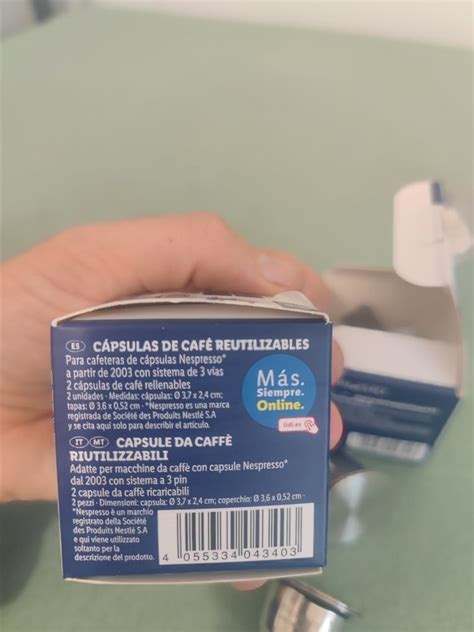 ES CÁPSULAS DE CAFÉ REUTILIZABLES
Para cafeteras de cápsulas Nespresso*
a partir de 2003 con sistema de 3 vías
2 cápsulas de café rellenables
2 unidades · Medidas: cápsulas: Ø 3,7 x 2,4 cm;
tapas: Ø 3,6 x 0,52 cm · *Nespresso es una marca
registrada de Société des Produits Nestlé S.A
y se cita aquí solo para describir el artículo.
Más.
Siempre.
Online.
lidl.es
IT MT CAPSULE DA CAFFÈ
RIUTILIZZABILI
Adatte per macchine da caffè con capsule Nespresso*
dal 2003 con sistema a 3 pin
2 capsule da caffè ricaricabili
2 pezzi · Dimensioni: capsula: Ø 3,7 x 2,4 cm; coperchio: Ø 3,6 x 0,52 cm ·
*Nespresso è un marchio
registrato della Société
des Produits Nestlé S.A
e qui viene utilizzato
soltanto per la
descrizione del prodotto.
4 055334 043403